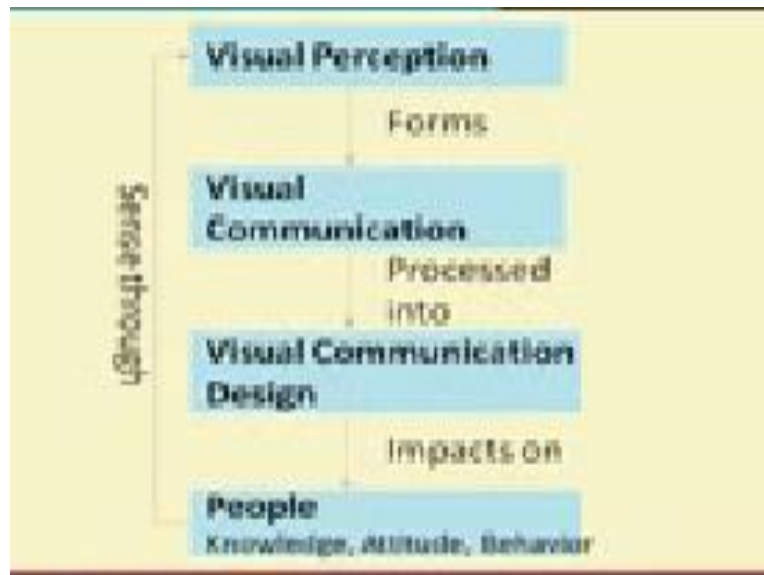 Visual Perception
Forms
Visual
Communication
Processed
into
Visual Communication
Design
Impacts on
People
Knowledge, Attitude, Behavior
Sense through